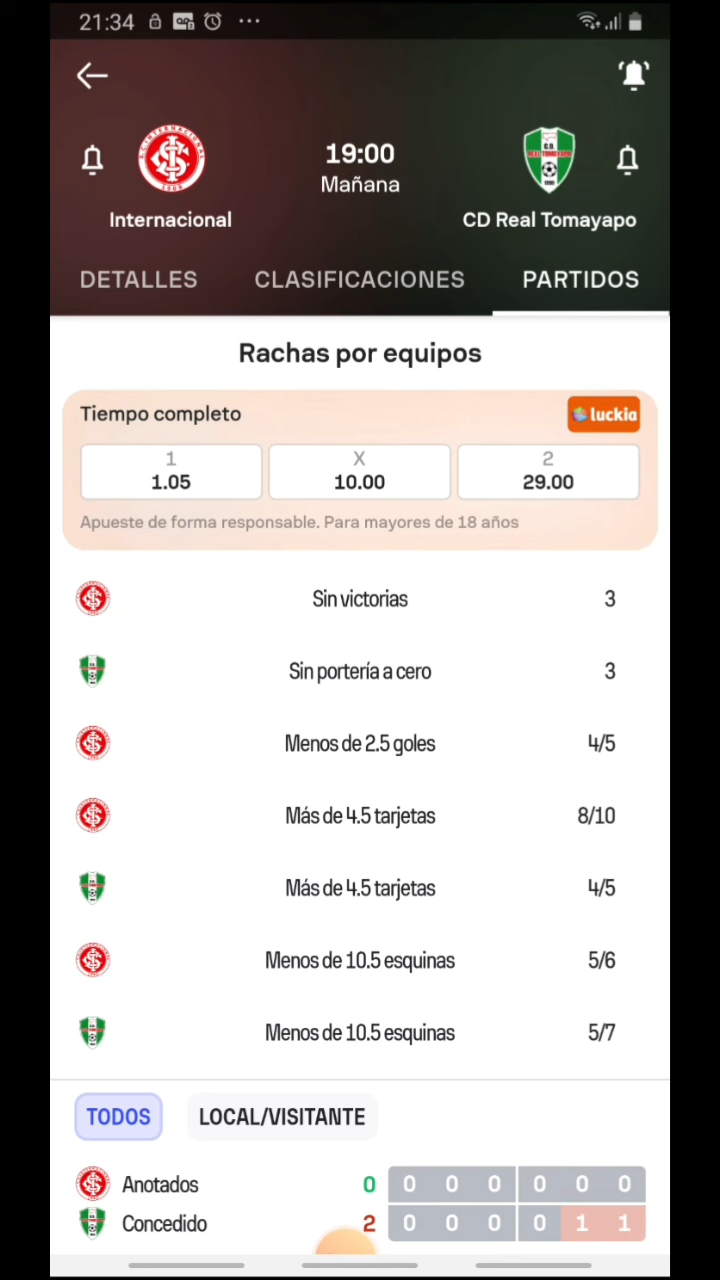 21:34
19:00
Mañana
Internacional
CD Real Tomayapo
DETALLES CLASIFICACIONES PARTIDOS
Rachas por equipos
Tiempo completo luckia
1 X 2
1.05 10.00 29.00
Apueste de forma responsable. Para mayores de 18 años
Sin victorias 3
Sin portería a cero 3
Menos de 2.5 goles 4/5
Más de 4.5 tarjetas 8/10
Más de 4.5 tarjetas 4/5
Menos de 10.5 esquinas 5/6
Menos de 10.5 esquinas 5/7
TODOS LOCAL/VISITANTE
Anotados 0 0 0 0 0 0 0
Concedido 2 0 0 0 0 1 1